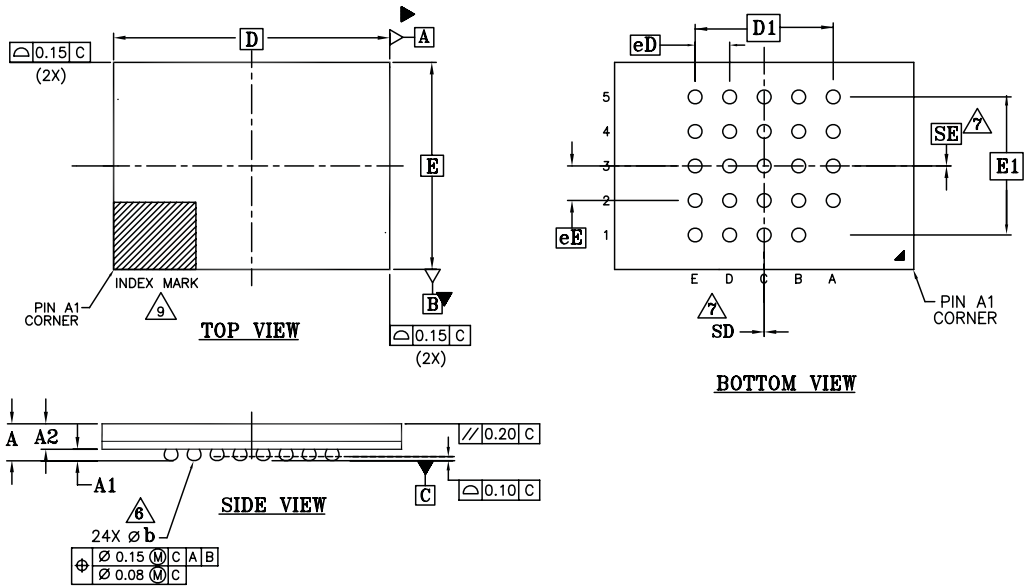 D
A
⌓ 0.15 C
(2X)
E
INDEX MARK
9
PIN A1
CORNER
B
TOP VIEW
⌓ 0.15 C
(2X)
D1
eD
5
4
3
2
1
SE
7
E1
eE
E D C B A
7
SD
PIN A1
CORNER
BOTTOM VIEW
A
A2
A1
// 0.20 C
C
⌓ 0.10 C
SIDE VIEW
6
24X Ø b
⌖ Ø 0.15 Ⓜ C A B
Ø 0.08 Ⓜ C